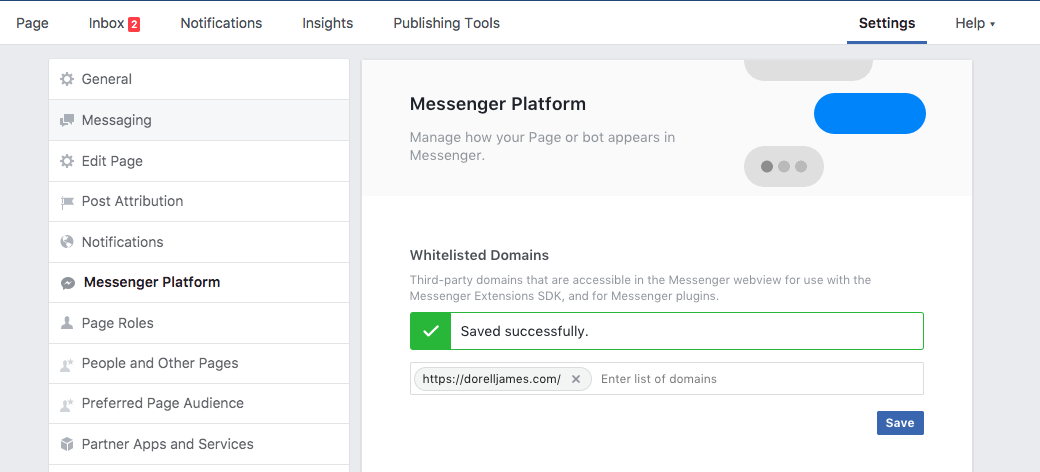 Page
Inbox 2
Notifications
Insights
Publishing Tools
Settings
Help
General
Messaging
Edit Page
Post Attribution
Notifications
Messenger Platform
Page Roles
People and Other Pages
Preferred Page Audience
Partner Apps and Services
Messenger Platform
Manage how your Page or bot appears in
Messenger.
Whitelisted Domains
Third-party domains that are accessible in the Messenger webview for use with the
Messenger Extensions SDK, and for Messenger plugins.
Saved successfully.
https://dorelljames.com/ Enter list of domains
Save